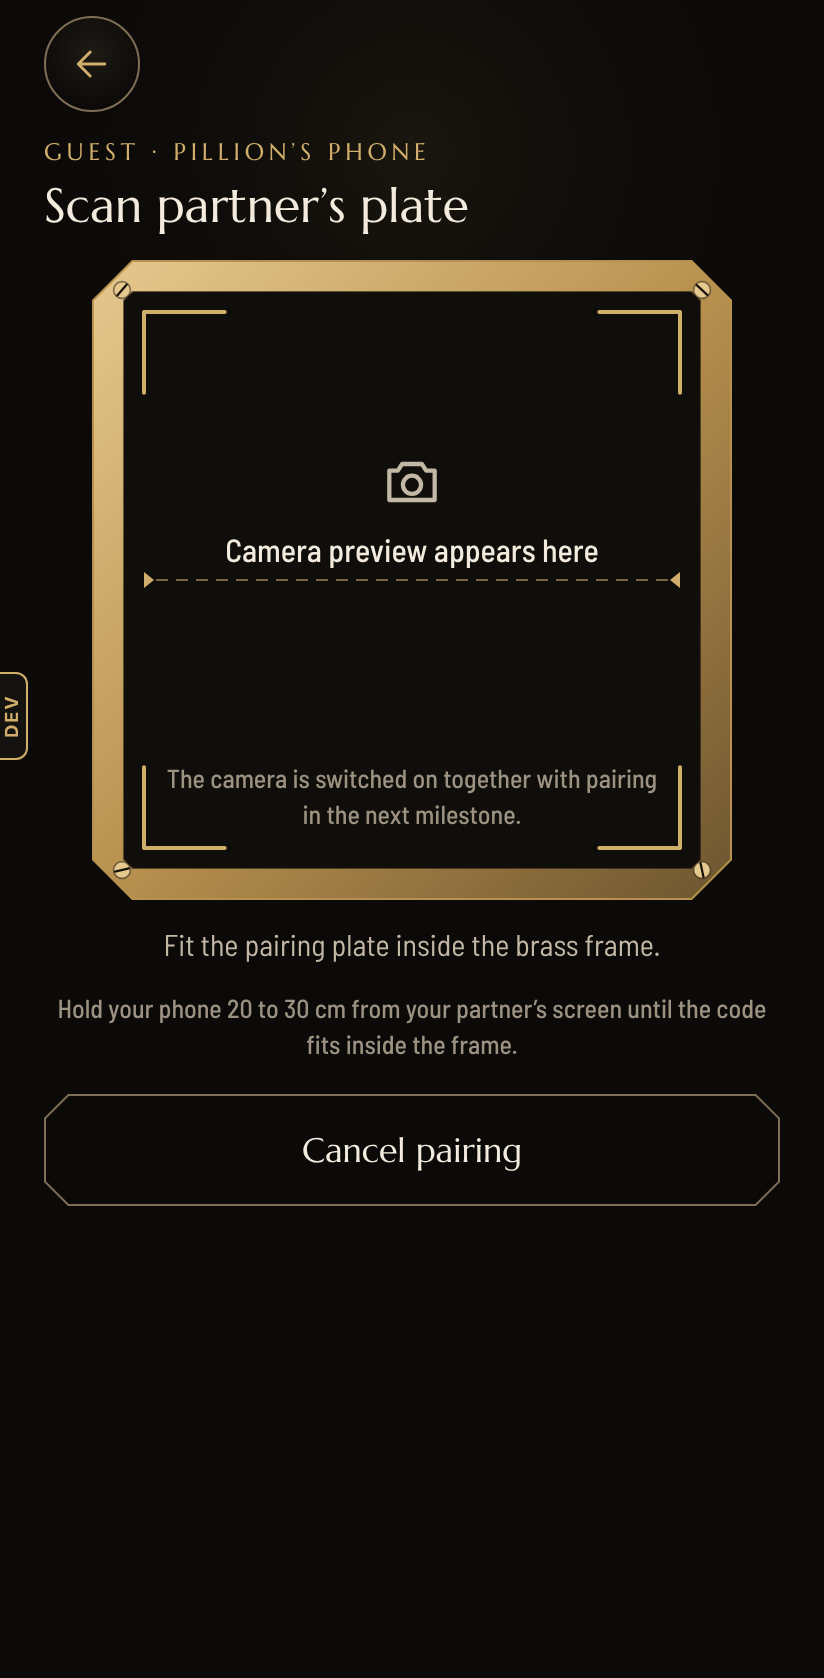 GUEST · PILLION’S PHONE
Scan partner’s plate
Camera preview appears here
DEV
The camera is switched on together with pairing
in the next milestone.
Fit the pairing plate inside the brass frame.
Hold your phone 20 to 30 cm from your partner’s screen until the code
fits inside the frame.
Cancel pairing